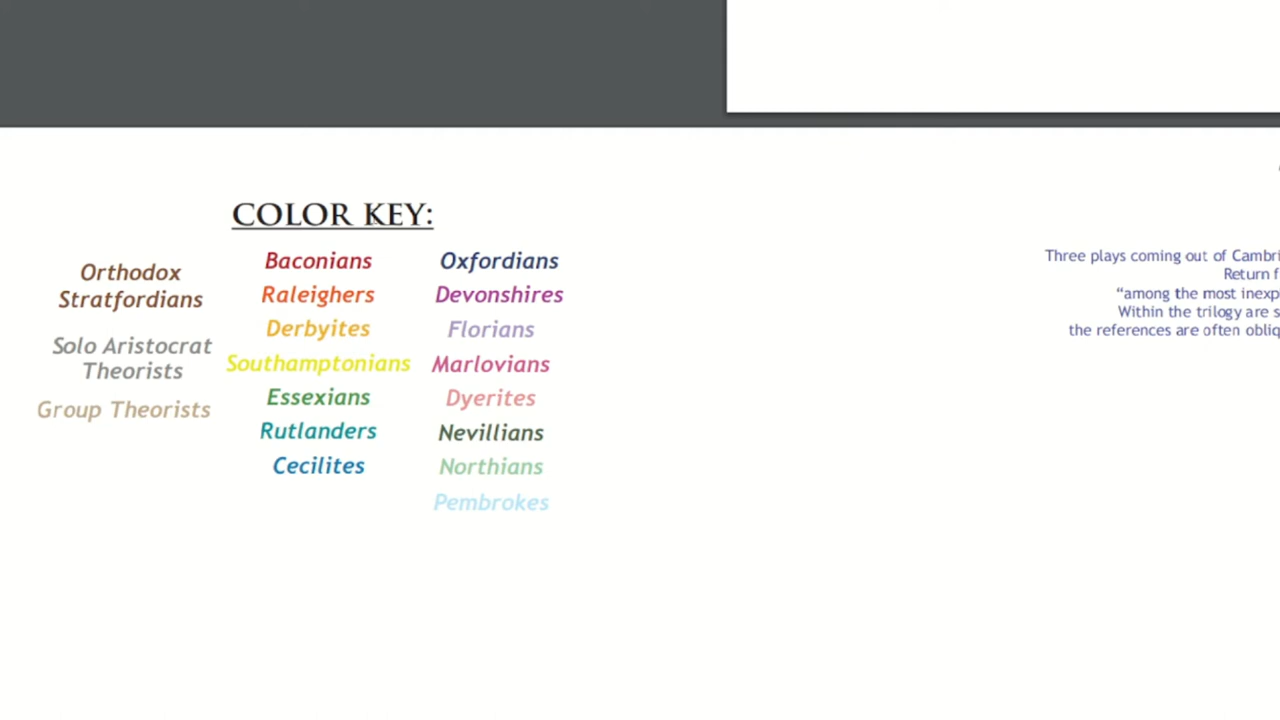 COLOR KEY:
Orthodox
Stratfordians
Solo Aristocrat
Theorists
Group Theorists
Baconians
Raleighers
Derbyites
Southamptonians
Essexians
Rutlanders
Cecilites
Oxfordians
Devonshires
Florians
Marlovians
Dyerites
Nevillians
Northians
Pembrokes
Three plays coming out of
Return
“among the most
Within the trilogy are
the references are often